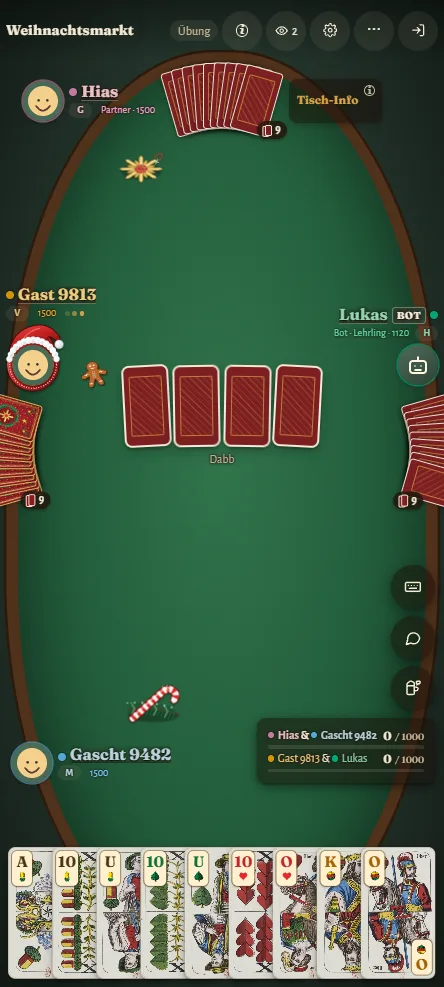 Weihnachtsmarkt
Übung
2
Hias
G Partner · 1500
Tisch-Info
9
Gast 9813
V 1500
Lukas BOT
Bot · Lehrling · 1120 H
Dabb
9
9
Hias & Gascht 9482 0 / 1000
Gast 9813 & Lukas 0 / 1000
Gascht 9482
M 1500
A 10 U 10 U 10 O K O
O